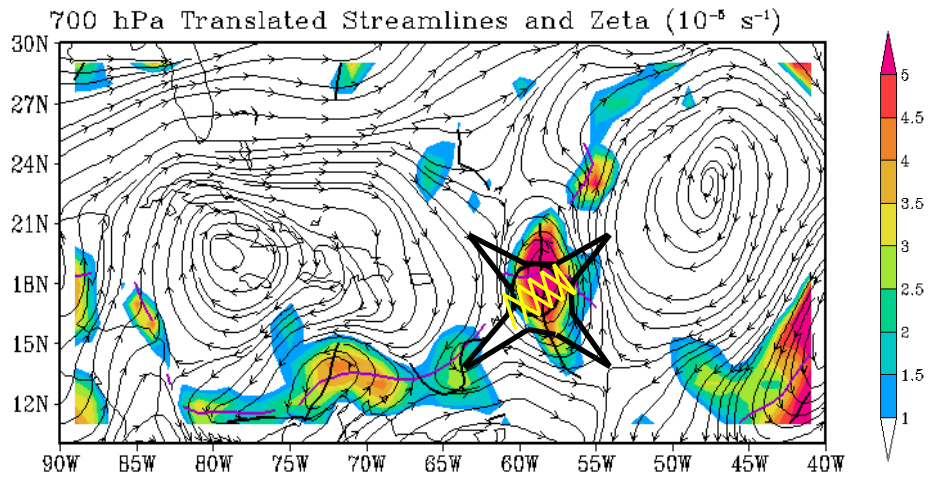 700 hPa Translated Streamlines and Zeta (10⁻⁵ s⁻¹)
30N
27N
24N
21N
18N
15N
12N
90W 85W 80W 75W 70W 65W 60W 55W 50W 45W 40W
5
4.5
4
3.5
3
2.5
2
1.5
1